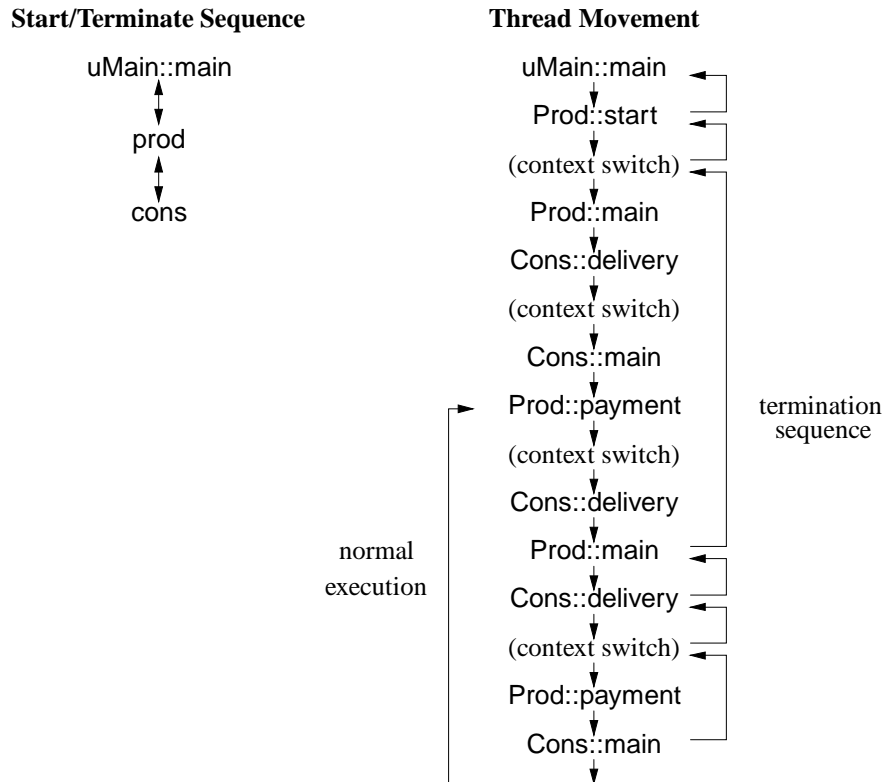 Start/Terminate Sequence
uMain::main
prod
cons
Thread Movement
uMain::main
Prod::start
(context switch)
Prod::main
Cons::delivery
(context switch)
Cons::main
Prod::payment
(context switch)
Cons::delivery
Prod::main
Cons::delivery
(context switch)
Prod::payment
Cons::main
normal
execution
termination
sequence